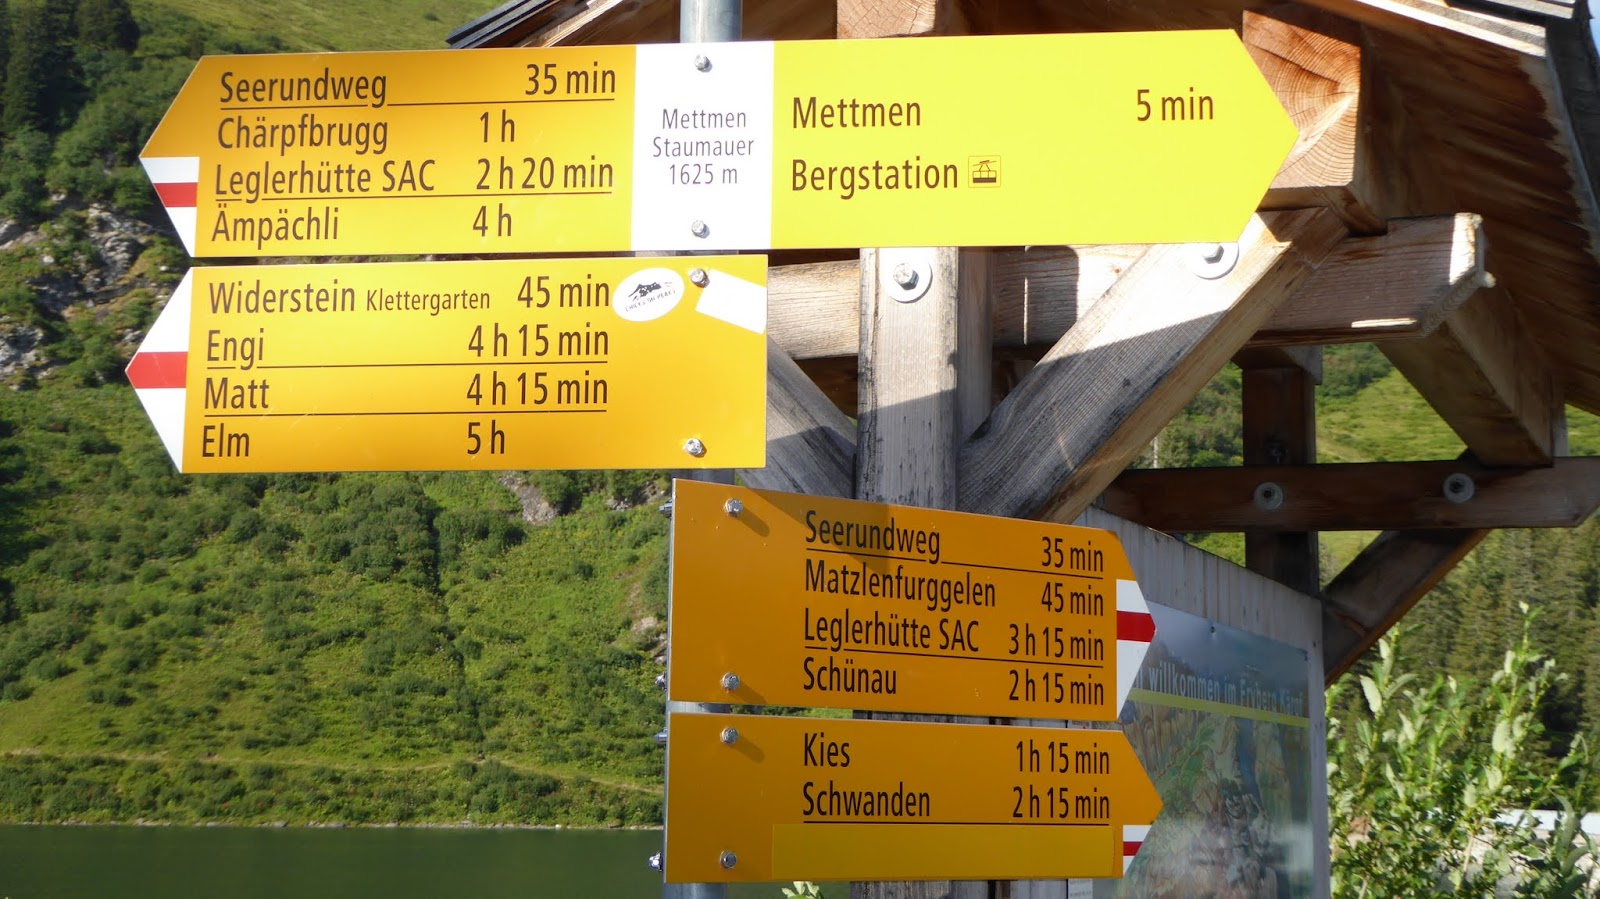 Seerundweg 35 min
Chärpfbrugg 1 h
Leglerhütte SAC 2 h 20 min
Ämpächli 4 h
Mettmen
Staumauer
1625 m
Mettmen 5 min
Bergstation
Widerstein Klettergarten 45 min
Engi 4 h 15 min
Matt 4 h 15 min
Elm 5 h
Seerundweg 35 min
Matzlenfurggelen 45 min
Leglerhütte SAC 3 h 15 min
Schünau 2 h 15 min
Kies 1 h 15 min
Schwanden 2 h 15 min
willkommen im